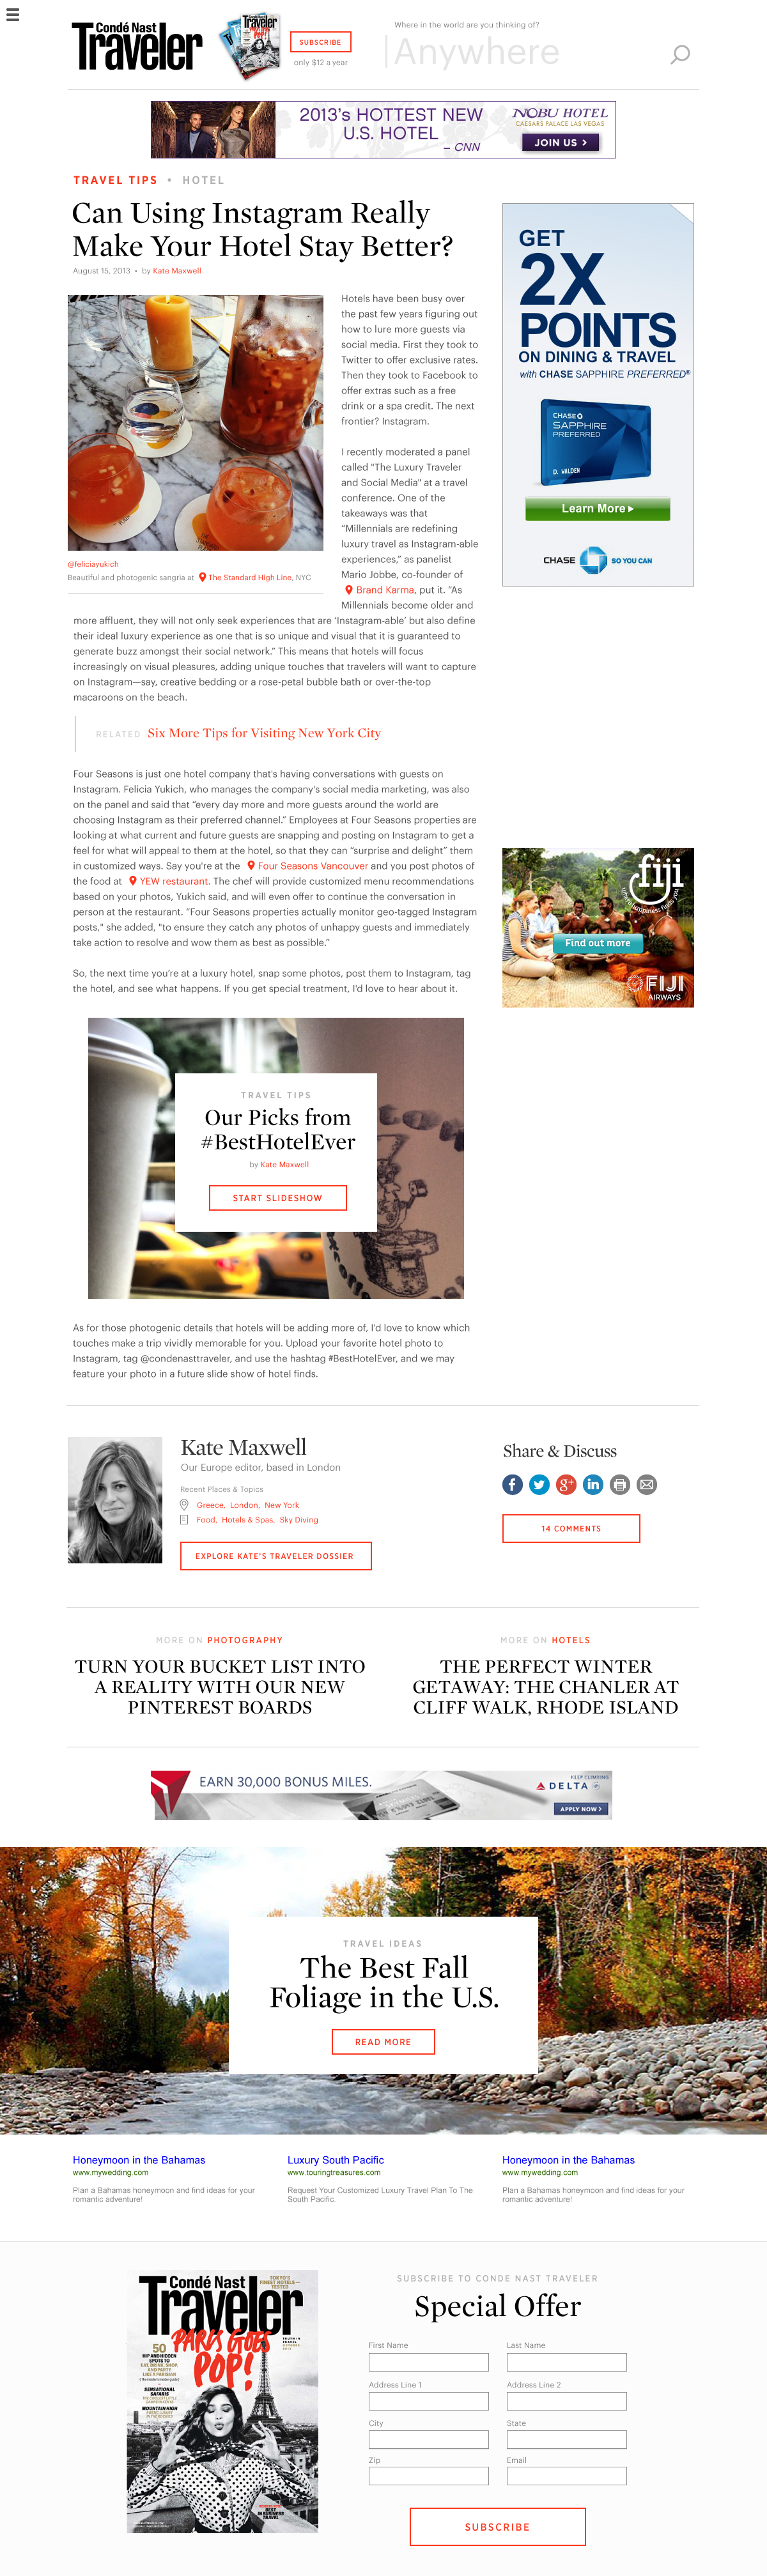 Condé Nast
Traveler
Traveler
SUBSCRIBE
only $12 a year
Where in the world are you thinking of?
Anywhere
2013's HOTTEST NEW
U.S. HOTEL
– CNN
NOBU HOTEL
CAESARS PALACE LAS VEGAS
JOIN US >
TRAVEL TIPS • HOTEL
Can Using Instagram Really
Make Your Hotel Stay Better?
August 15, 2013 • by Kate Maxwell
Hotels have been busy over
the past few years figuring out
how to lure more guests via
social media. First they took to
Twitter to offer exclusive rates.
Then they took to Facebook to
offer extras such as a free
drink or a spa credit. The next
frontier? Instagram.
I recently moderated a panel
called "The Luxury Traveler
and Social Media" at a travel
conference. One of the
takeaways was that
"Millennials are redefining
luxury travel as Instagram-able
experiences," as panelist
Mario Jobbe, co-founder of
Brand Karma, put it. "As
Millennials become older and
@feliciayukich
Beautiful and photogenic sangria at The Standard High Line, NYC
more affluent, they will not only seek experiences that are 'Instagram-able' but also define
their ideal luxury experience as one that is so unique and visual that it is guaranteed to
generate buzz amongst their social network." This means that hotels will focus
increasingly on visual pleasures, adding unique touches that travelers will want to capture
on Instagram—say, creative bedding or a rose-petal bubble bath or over-the-top
macaroons on the beach.
GET
2X
POINTS
ON DINING & TRAVEL
with CHASE SAPPHIRE PREFERRED®
CHASE
SAPPHIRE
PREFERRED
D. WALDEN
Learn More
CHASE
SO YOU CAN
RELATED Six More Tips for Visiting New York City
Four Seasons is just one hotel company that's having conversations with guests on
Instagram. Felicia Yukich, who manages the company's social media marketing, was also
on the panel and said that "every day more and more guests around the world are
choosing Instagram as their preferred channel." Employees at Four Seasons properties are
looking at what current and future guests are snapping and posting on Instagram to get a
feel for what will appeal to them at the hotel, so that they can "surprise and delight" them
in customized ways. Say you're at the Four Seasons Vancouver and you post photos of
the food at YEW restaurant. The chef will provide customized menu recommendations
based on your photos, Yukich said, and will even offer to continue the conversation in
person at the restaurant. "Four Seasons properties actually monitor geo-tagged Instagram
posts," she added, "to ensure they catch any photos of unhappy guests and immediately
take action to resolve and wow them as best as possible."
So, the next time you're at a luxury hotel, snap some photos, post them to Instagram, tag
the hotel, and see what happens. If you get special treatment, I'd love to hear about it.
fiji
where happiness finds you
Find out more
FIJI
AIRWAYS
TRAVEL TIPS
Our Picks from
#BestHotelEver
by Kate Maxwell
START SLIDESHOW
As for those photogenic details that hotels will be adding more of, I'd love to know which
touches make a trip vividly memorable for you. Upload your favorite hotel photo to
Instagram, tag @condenasttraveler, and use the hashtag #BestHotelEver, and we may
feature your photo in a future slide show of hotel finds.
Kate Maxwell
Our Europe editor, based in London
Recent Places & Topics
Greece, London, New York
Food, Hotels & Spas, Sky Diving
EXPLORE KATE'S TRAVELER DOSSIER
Share & Discuss
14 COMMENTS
MORE ON PHOTOGRAPHY
TURN YOUR BUCKET LIST INTO
A REALITY WITH OUR NEW
PINTEREST BOARDS
MORE ON HOTELS
THE PERFECT WINTER
GETAWAY: THE CHANLER AT
CLIFF WALK, RHODE ISLAND
EARN 30,000 BONUS MILES.
KEEP CLIMBING
DELTA
APPLY NOW >
TRAVEL IDEAS
The Best Fall
Foliage in the U.S.
READ MORE
Honeymoon in the Bahamas
www.mywedding.com
Plan a Bahamas honeymoon and find ideas for your
romantic adventure!
Luxury South Pacific
www.touringtreasures.com
Request Your Customized Luxury Travel Plan To The
South Pacific.
Honeymoon in the Bahamas
www.mywedding.com
Plan a Bahamas honeymoon and find ideas for your
romantic adventure!
Condé Nast
Traveler
TOKYO'S
FINEST HOTELS –
TESTED
TRUTH IN
TRAVEL
PARIS GOES
POP!
50
HIP AND HIDDEN
SPOTS TO
EAT, DRINK, SHOP
AND PARTY
LIKE A PARISIAN
SENSATIONAL
SAFARIS
MOUNTAIN HIGH
BEST
IN BUSINESS
TRAVEL
SUBSCRIBE TO CONDE NAST TRAVELER
Special Offer
First Name
Last Name
Address Line 1
Address Line 2
City
State
Zip
Email
SUBSCRIBE